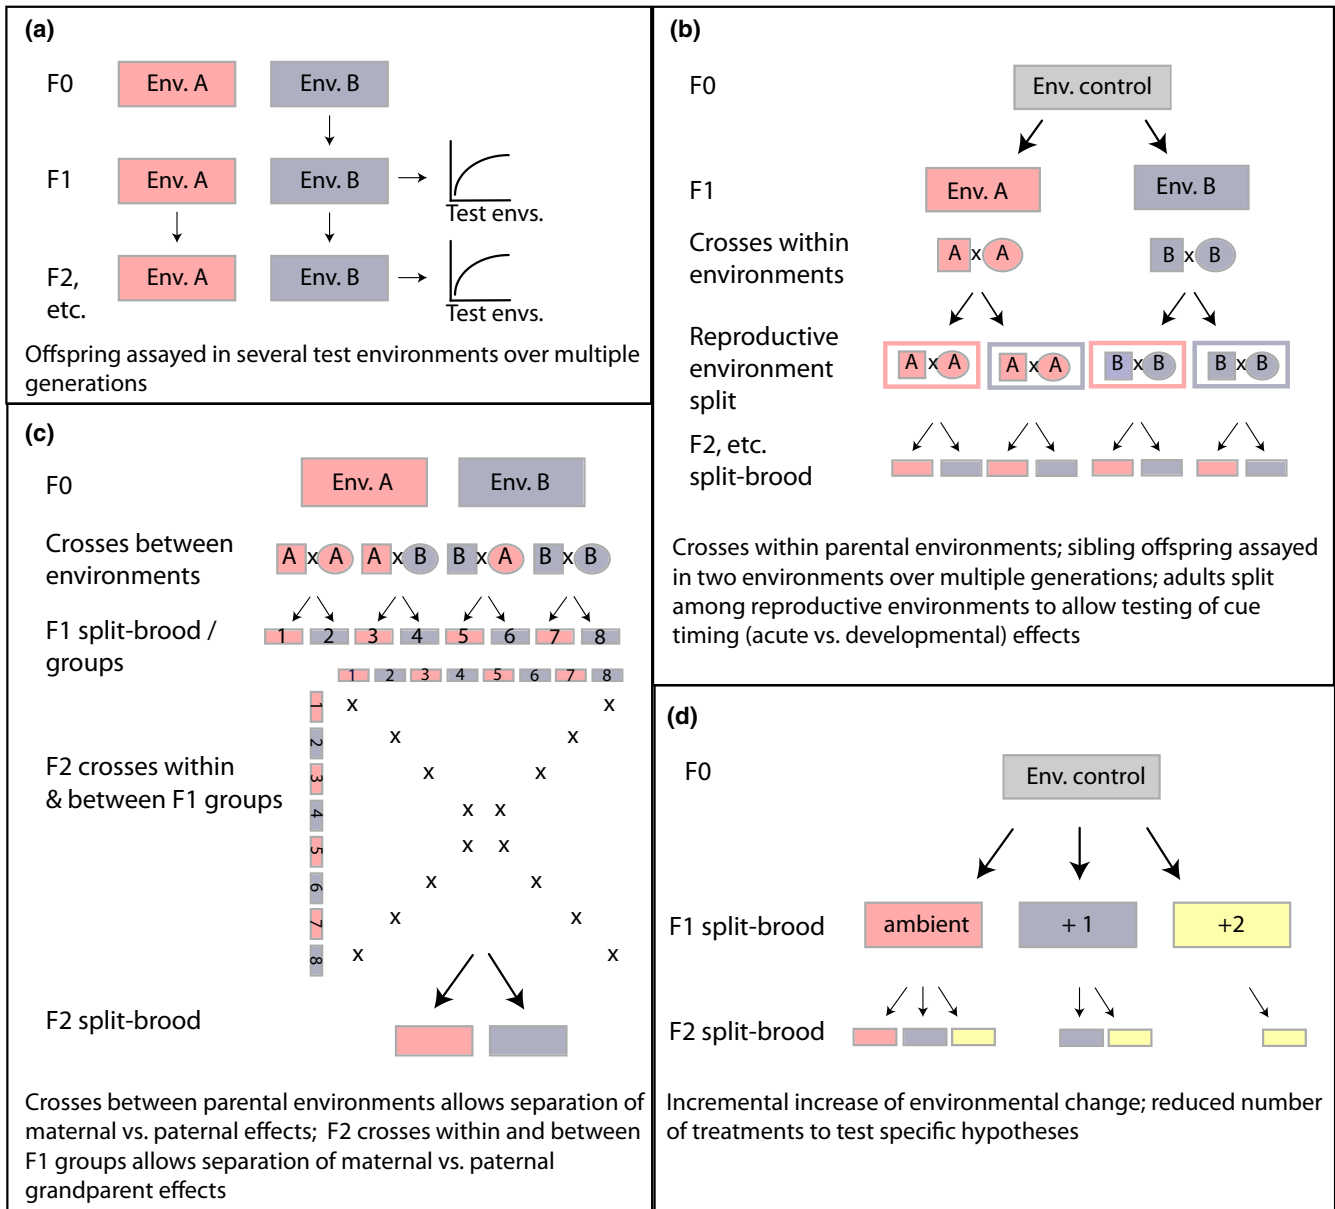 (a)
F0
Env. A
Env. B
F1
Env. A
Env. B
Test envs.
F2,
etc.
Env. A
Env. B
Test envs.
Offspring assayed in several test environments over multiple
generations
(b)
F0
Env. control
F1
Env. A
Env. B
Crosses within
environments
A x A
B x B
Reproductive
environment
split
A x A
A x A
B x B
B x B
F2, etc.
split-brood
Crosses within parental environments; sibling offspring assayed
in two environments over multiple generations; adults split
among reproductive environments to allow testing of cue
timing (acute vs. developmental) effects
(c)
F0
Env. A
Env. B
Crosses between
environments
A x A
A x B
B x A
B x B
F1 split-brood /
groups
1 2 3 4 5 6 7 8
1 2 3 4 5 6 7 8
F2 crosses within
& between F1 groups
1 x x
2 x x
3 x x
4 x x
5 x x
6 x x
7 x x
8 x x
F2 split-brood
Crosses between parental environments allows separation of
maternal vs. paternal effects; F2 crosses within and between
F1 groups allows separation of maternal vs. paternal
grandparent effects
(d)
F0
Env. control
F1 split-brood
ambient
+ 1
+2
F2 split-brood
Incremental increase of environmental change; reduced number
of treatments to test specific hypotheses